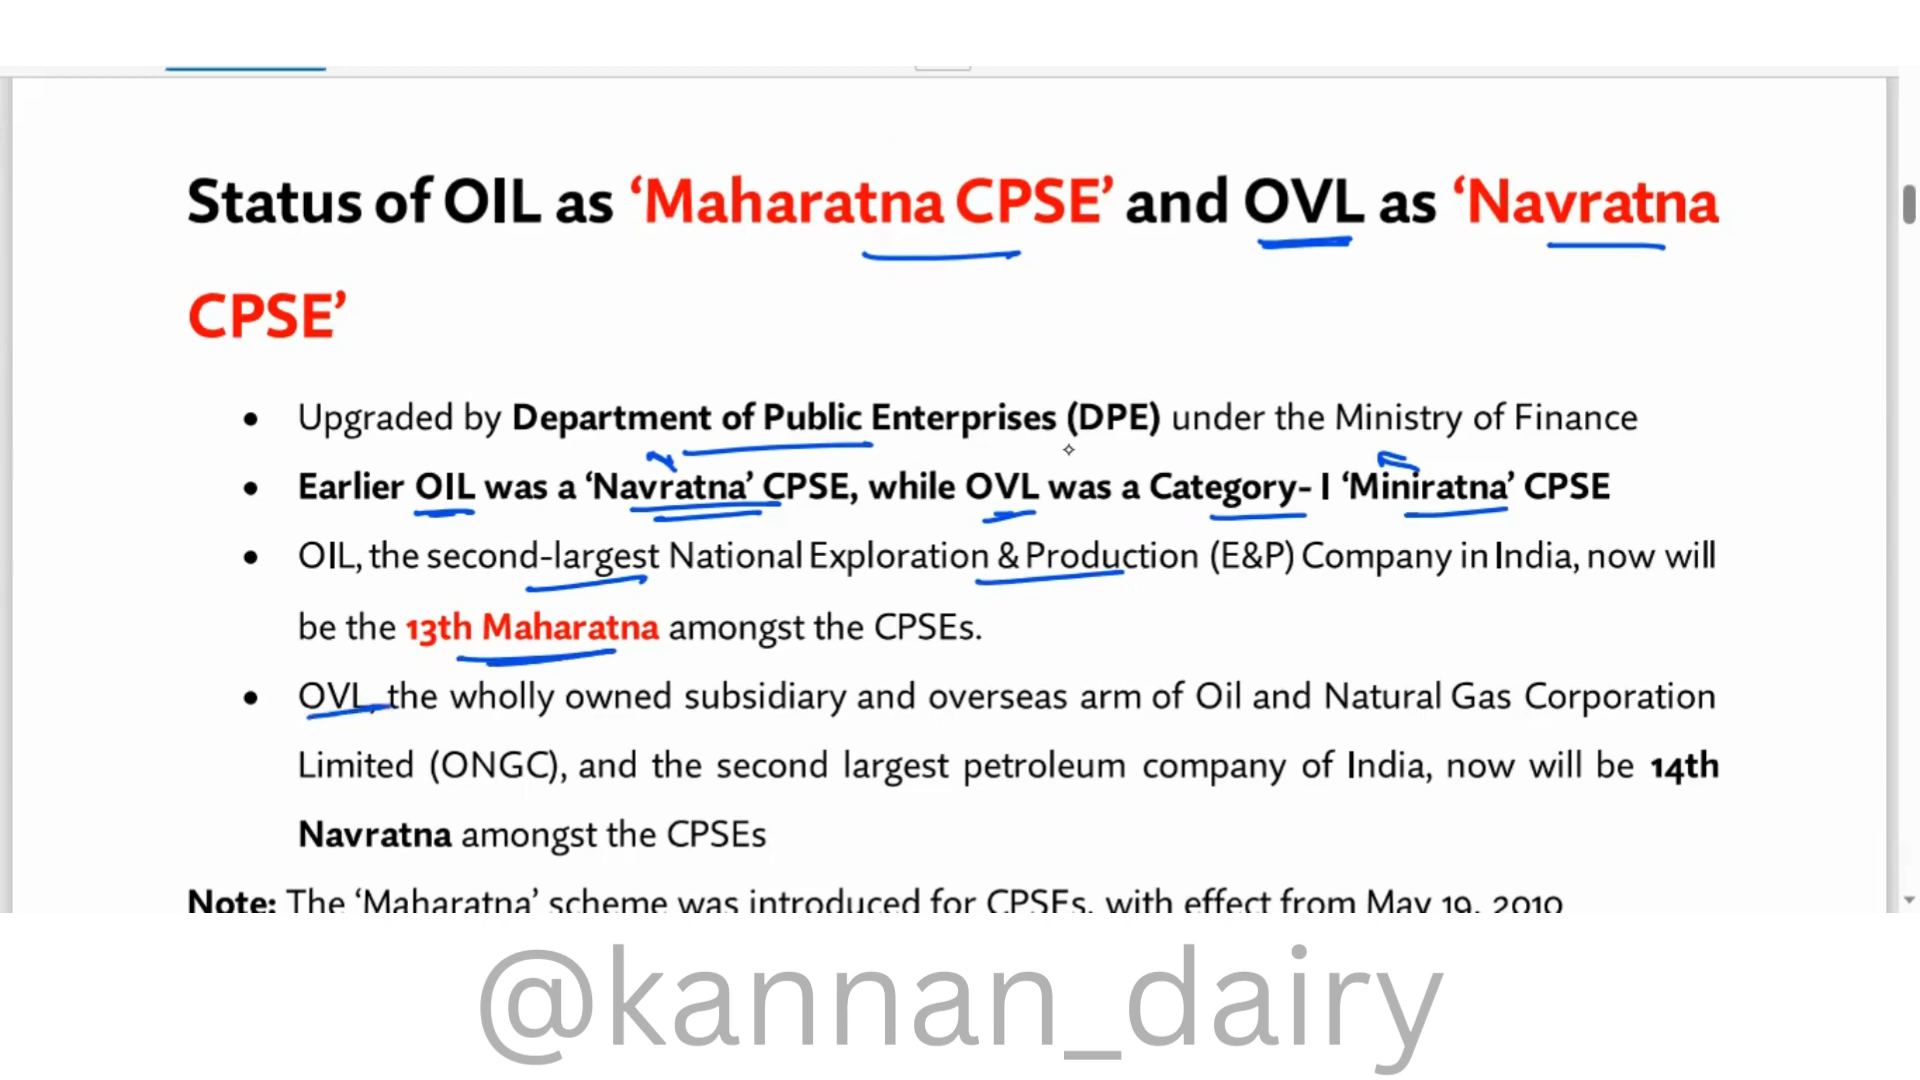 Status of OIL as ‘Maharatna CPSE’ and OVL as ‘Navratna
CPSE’
• Upgraded by Department of Public Enterprises (DPE) under the Ministry of Finance
• Earlier OIL was a ‘Navratna’ CPSE, while OVL was a Category- I ‘Miniratna’ CPSE
• OIL, the second-largest National Exploration & Production (E&P) Company in India, now will
be the 13th Maharatna amongst the CPSEs.
• OVL, the wholly owned subsidiary and overseas arm of Oil and Natural Gas Corporation
Limited (ONGC), and the second largest petroleum company of India, now will be 14th
Navratna amongst the CPSEs
Note: The ‘Maharatna’ scheme was introduced for CPSEs, with effect from May 19, 2010
@kannan_dairy